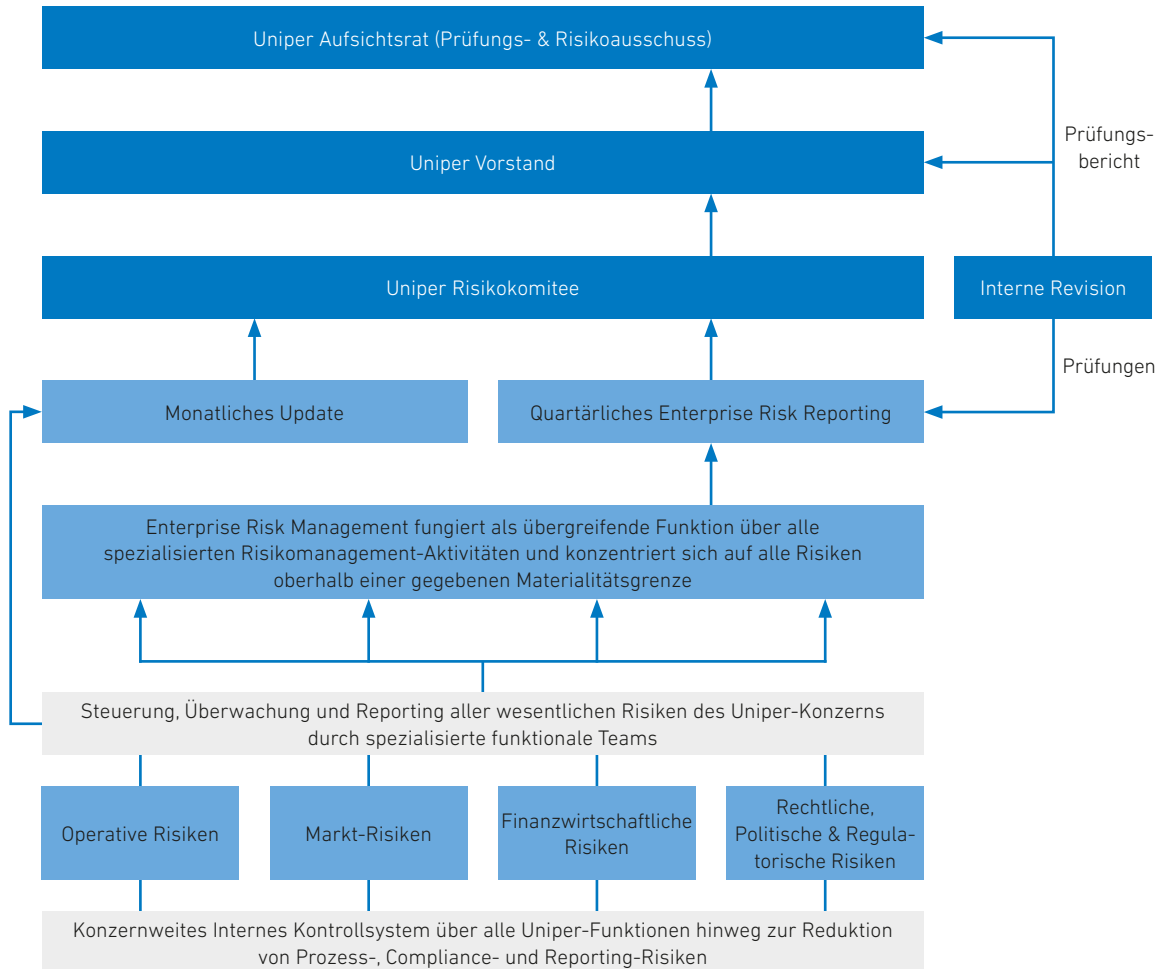 Uniper Aufsichtsrat (Prüfungs- & Risikoausschuss)
Prüfungs-
bericht
Uniper Vorstand
Uniper Risikokomitee
Interne Revision
Prüfungen
Monatliches Update
Quartärliches Enterprise Risk Reporting
Enterprise Risk Management fungiert als übergreifende Funktion über alle
spezialisierten Risikomanagement-Aktivitäten und konzentriert sich auf alle Risiken
oberhalb einer gegebenen Materialitätsgrenze
Steuerung, Überwachung und Reporting aller wesentlichen Risiken des Uniper-Konzerns
durch spezialisierte funktionale Teams
Operative Risiken
Markt-Risiken
Finanzwirtschaftliche
Risiken
Rechtliche,
Politische & Regula-
torische Risiken
Konzernweites Internes Kontrollsystem über alle Uniper-Funktionen hinweg zur Reduktion
von Prozess-, Compliance- und Reporting-Risiken